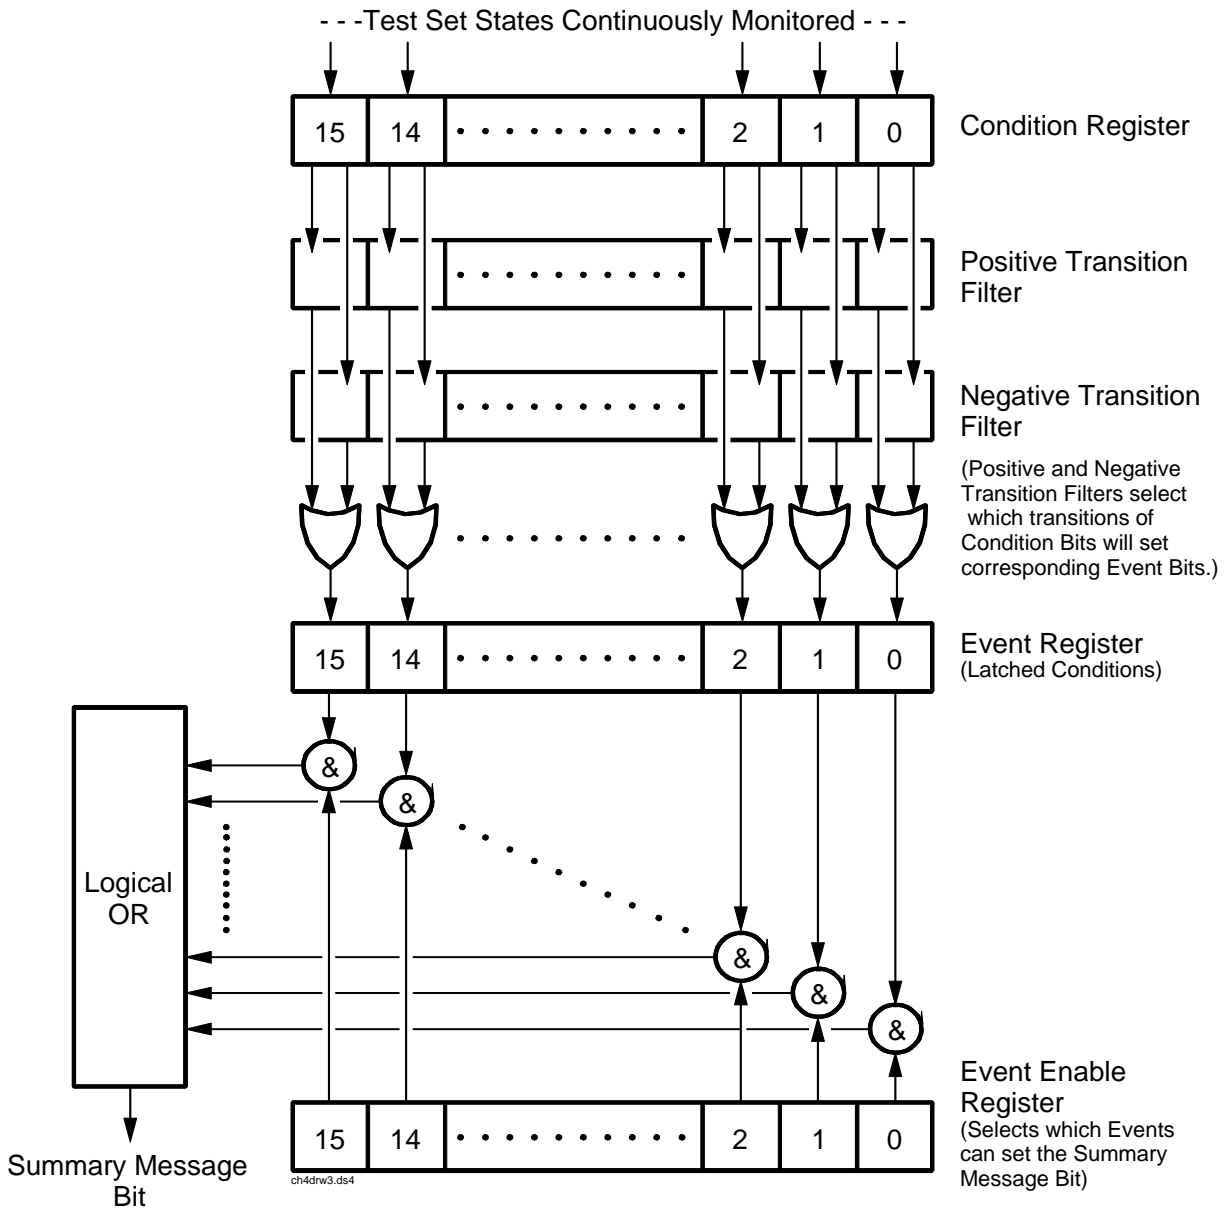 - - -Test Set States Continuously Monitored - - -
15 14 2 1 0
Condition Register
Positive Transition
Filter
Negative Transition
Filter
(Positive and Negative
Transition Filters select
which transitions of
Condition Bits will set
corresponding Event Bits.)
15 14 2 1 0
Event Register
(Latched Conditions)
&
&
Logical
OR
&
&
&
Event Enable
Register
(Selects which Events
can set the Summary
Message Bit)
15 14 2 1 0
Summary Message
Bit
ch4drw3.ds4